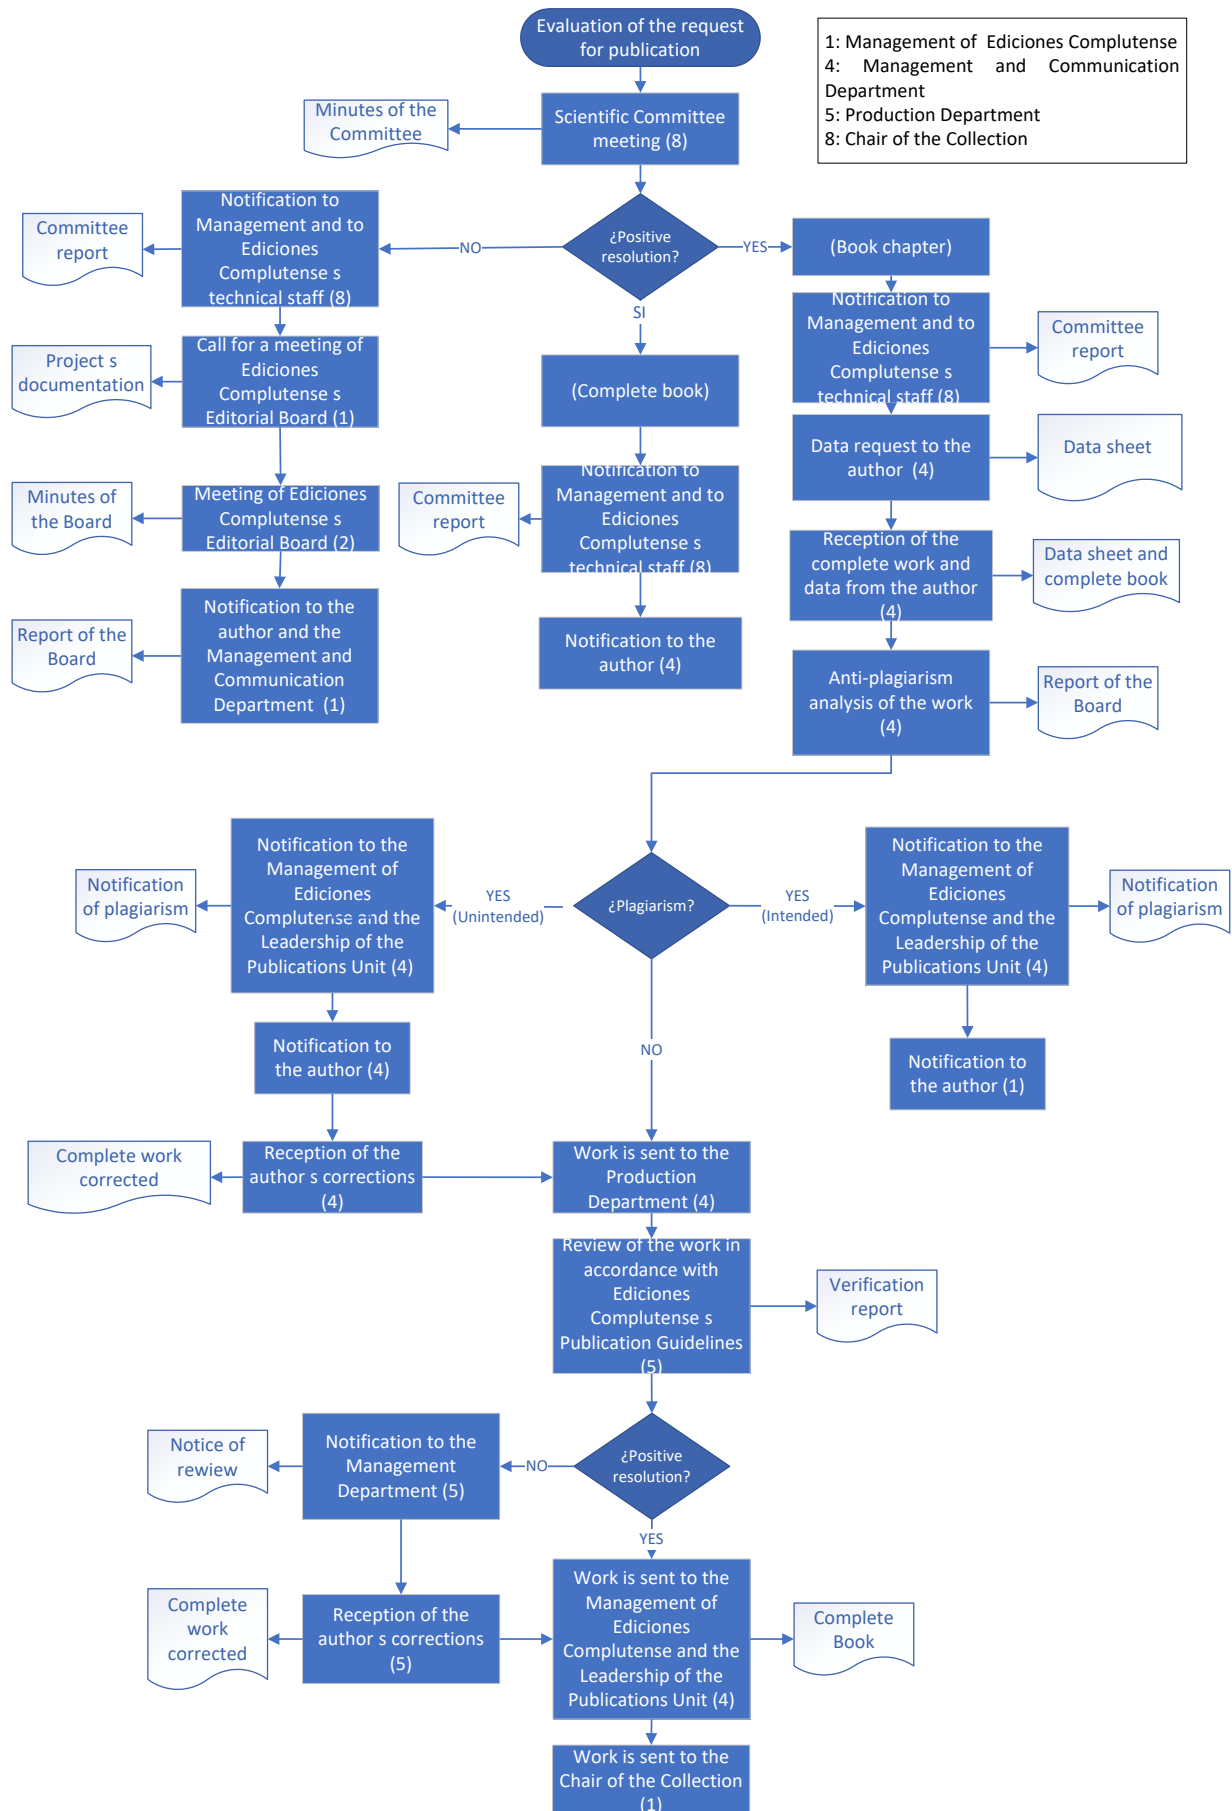 Evaluation of the request
for publication
1: Management of Ediciones Complutense
4: Management and Communication
Department
5: Production Department
8: Chair of the Collection
Minutes of the
Committee
Scientific Committee
meeting (8)
Committee
report
Notification to
Management and to
Ediciones
Complutense s
technical staff (8)
NO
¿Positive
resolution?
YES
(Book chapter)
SI
Notification to
Management and to
Ediciones
Complutense s
technical staff (8)
Committee
report
Project s
documentation
Call for a meeting of
Ediciones
Complutense s
Editorial Board (1)
(Complete book)
Data request to the
author (4)
Data sheet
Minutes of
the Board
Meeting of Ediciones
Complutense s
Editorial Board (2)
Committee
report
Notification to
Management and to
Ediciones
Complutense s
technical staff (8)
Reception of the
complete work and
data from the author
(4)
Data sheet and
complete book
Report of the
Board
Notification to the
author and the
Management and
Communication
Department (1)
Notification to the
author (4)
Anti-plagiarism
analysis of the work
(4)
Report of the
Board
Notification
of plagiarism
Notification to the
Management of
Ediciones
Complutense and the
Leadership of the
Publications Unit (4)
YES
(Unintended)
¿Plagiarism?
YES
(Intended)
Notification to the
Management of
Ediciones
Complutense and the
Leadership of the
Publications Unit (4)
Notification
of plagiarism
Notification to
the author (4)
NO
Notification to
the author (1)
Complete work
corrected
Reception of the
author s corrections
(4)
Work is sent to the
Production
Department (4)
Review of the work in
accordance with
Ediciones
Complutense s
Publication Guidelines
(5)
Verification
report
Notice of
rewiew
Notification to the
Management
Department (5)
NO
¿Positive
resolution?
YES
Complete
work
corrected
Reception of the
author s corrections
(5)
Work is sent to the
Management of
Ediciones
Complutense and the
Leadership of the
Publications Unit (4)
Complete
Book
Work is sent to the
Chair of the Collection
(1)